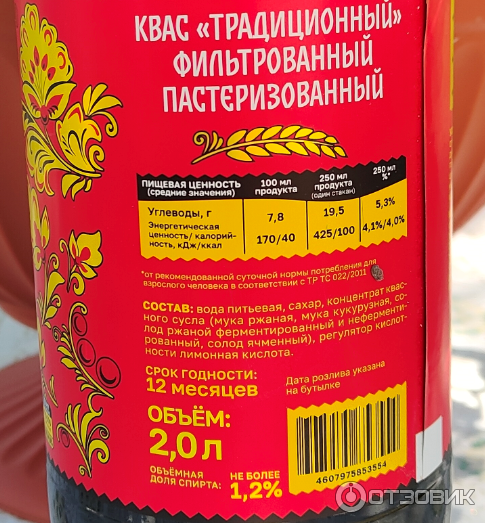 КВАС «ТРАДИЦИОННЫЙ»
ФИЛЬТРОВАННЫЙ
ПАСТЕРИЗОВАННЫЙ
ПИЩЕВАЯ ЦЕННОСТЬ (средние значения) 100 мл продукта 250 мл продукта (один стакан) 250 мл %*
Углеводы, г 7,8 19,5 5,3%
Энергетическая ценность/ калорий-ность, кДж/ккал 170/40 425/100 4,1%/4,0%
*от рекомендованной суточной нормы потребления для
взрослого человека в соответствии с ТР ТС 022/2011
СОСТАВ: вода питьевая, сахар, концентрат квас-
ного сусла (мука ржаная, мука кукурузная, со-
лод ржаной ферментированный и неферменти-
рованный, солод ячменный), регулятор кислот-
ности лимонная кислота.
СРОК ГОДНОСТИ:
12 месяцев
Дата розлива указана
на бутылке
ОБЪЁМ:
2,0 л
ОБЪЁМНАЯ
ДОЛЯ СПИРТА:
НЕ БОЛЕЕ
1,2%
4607975853554
ОТЗОВИК